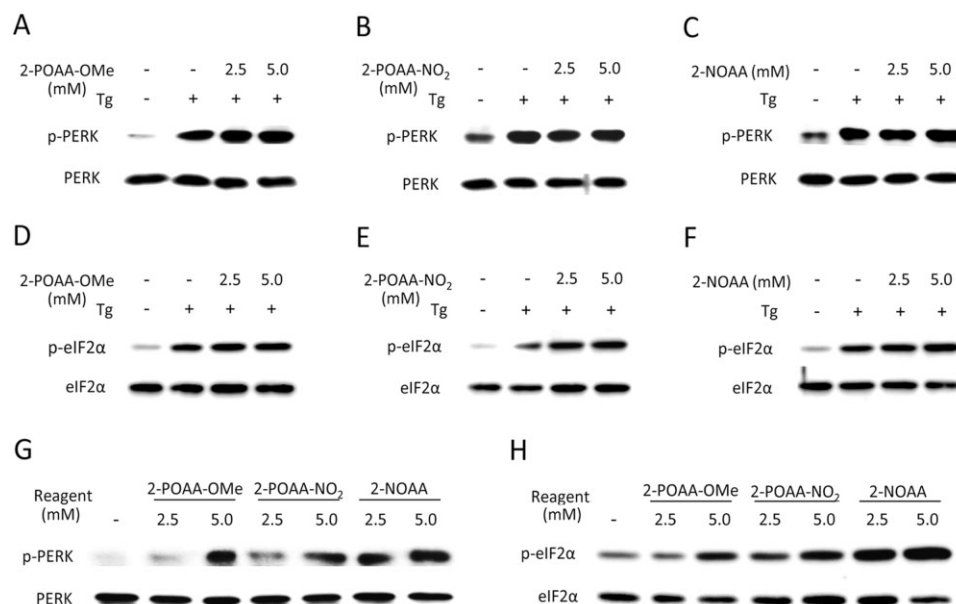 A B C
2-POAA-OMe (mM) - - 2.5 5.0 2-POAA-NO₂ (mM) - - 2.5 5.0 2-NOAA (mM) - - 2.5 5.0
Tg - + + + Tg - + + + Tg - + + +
p-PERK p-PERK p-PERK
PERK PERK PERK
D E F
2-POAA-OMe (mM) - - 2.5 5.0 2-POAA-NO₂ (mM) - - 2.5 5.0 2-NOAA (mM) - - 2.5 5.0
Tg - + + + Tg - + + + Tg - + + +
p-eIF2α p-eIF2α p-eIF2α
eIF2α eIF2α eIF2α
G H
Reagent (mM) 2-POAA-OMe 2-POAA-NO₂ 2-NOAA Reagent (mM) 2-POAA-OMe 2-POAA-NO₂ 2-NOAA
- 2.5 5.0 2.5 5.0 2.5 5.0 - 2.5 5.0 2.5 5.0 2.5 5.0
p-PERK p-eIF2α
PERK eIF2α